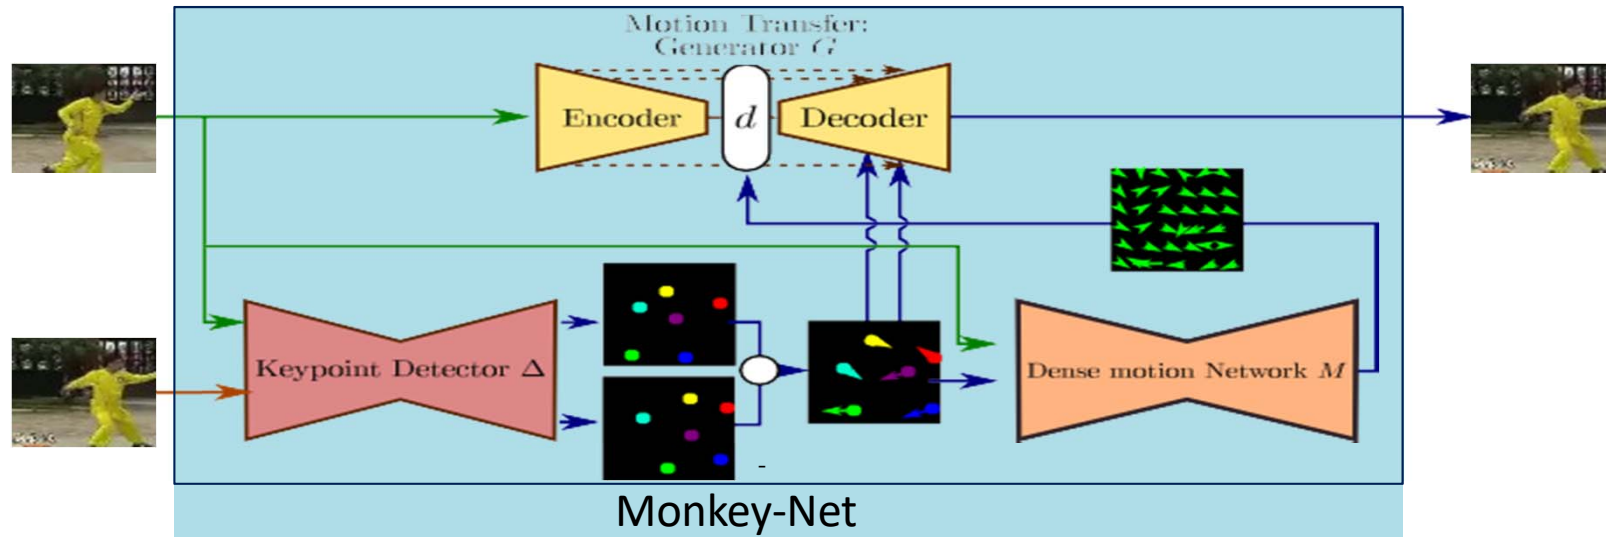 Motion Transfer:
Generator G
Encoder
d
Decoder
Keypoint Detector Δ
Dense motion Network M
-
Monkey-Net